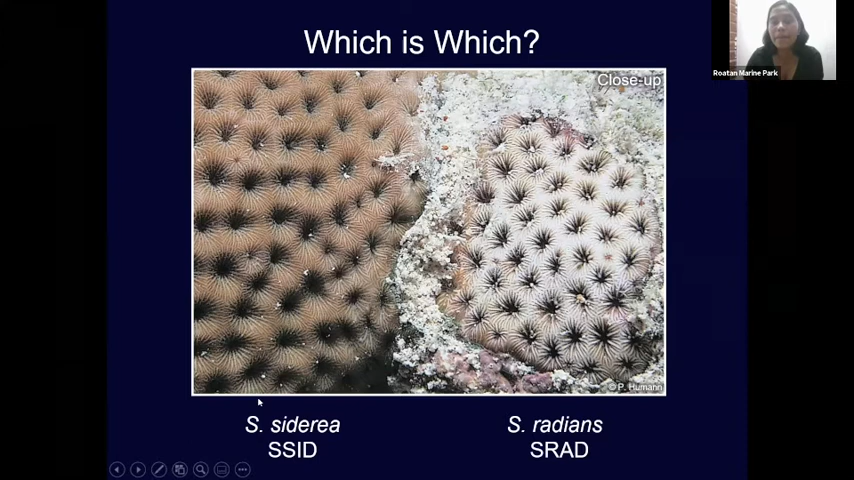 Which is Which?
Close-up
Roatan Marine Park
© P. Humann
S. siderea
SSID
S. radians
SRAD